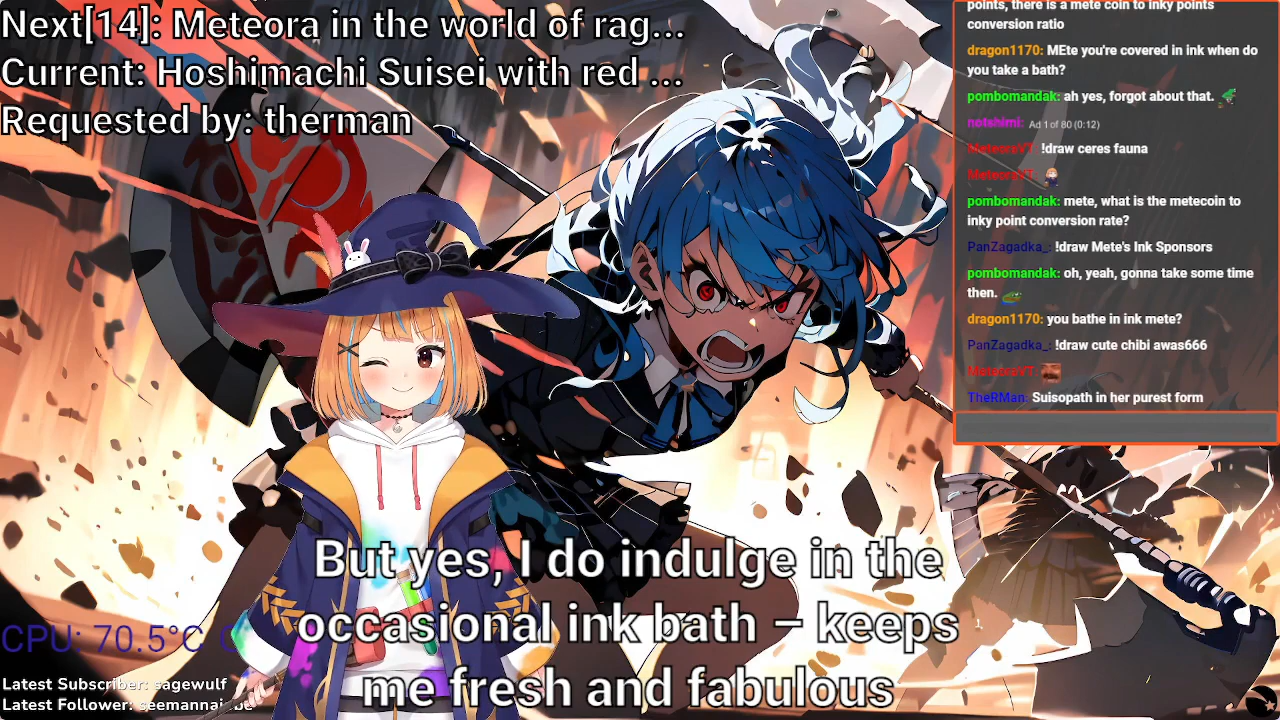 Next[14]: Meteora in the world of rag...
Current: Hoshimachi Suisei with red ...
Requested by: therman
points, there is a mete coin to inky points
conversion ratio
dragon1170: MEte you're covered in ink when do
you take a bath?
pombomandak: ah yes, forgot about that.
notshimi: Ad 1 of 80 (0:12)
MeteoraVT: !draw ceres fauna
MeteoraVT:
pombomandak: mete, what is the metecoin to
inky point conversion rate?
PanZagadka_: !draw Mete's Ink Sponsors
pombomandak: oh, yeah, gonna take some time
then.
dragon1170: you bathe in ink mete?
PanZagadka_: !draw cute chibi awas666
MeteoraVT:
TheRMan: Suisopath in her purest form
But yes, I do indulge in the
occasional ink bath – keeps
me fresh and fabulous
CPU: 70.5°C
Latest Subscriber: sagewulf
Latest Follower: